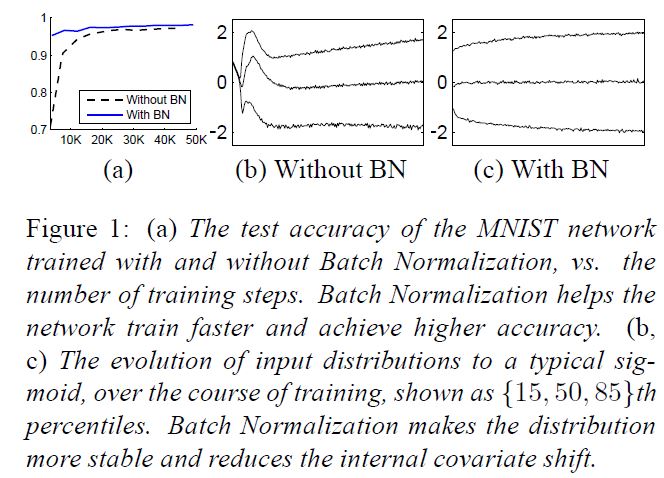 1
0.9
0.8
0.7
10K 20K 30K 40K 50K
Without BN
With BN
2
0
-2
2
0
-2
(a)
(b) Without BN
(c) With BN
Figure 1: (a) The test accuracy of the MNIST network
trained with and without Batch Normalization, vs. the
number of training steps. Batch Normalization helps the
network train faster and achieve higher accuracy. (b,
c) The evolution of input distributions to a typical sig-
moid, over the course of training, shown as {15, 50, 85}th
percentiles. Batch Normalization makes the distribution
more stable and reduces the internal covariate shift.